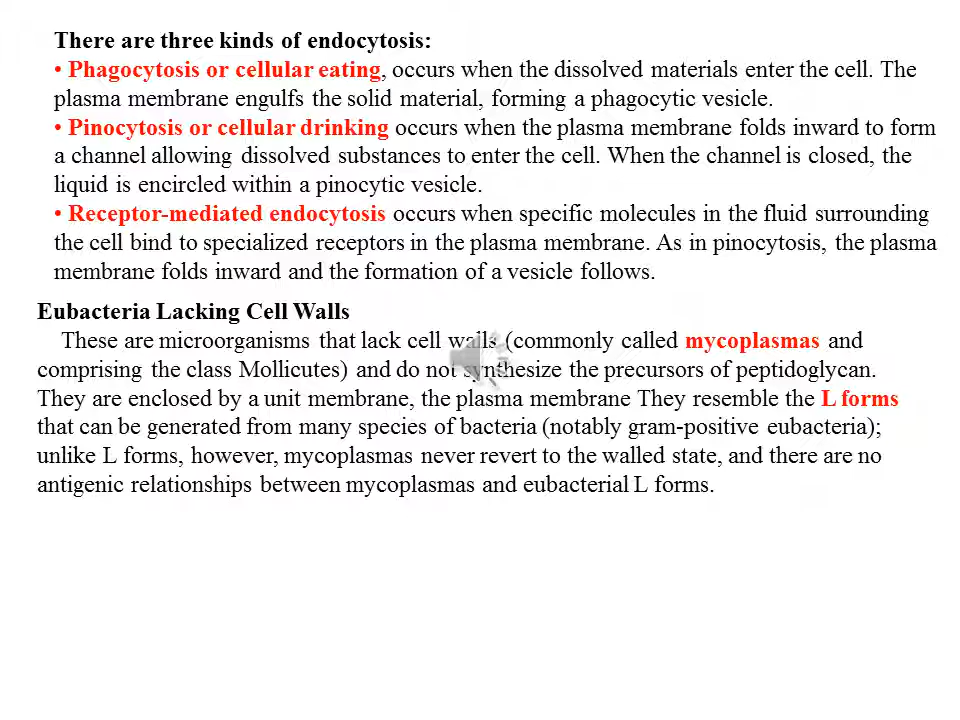 There are three kinds of endocytosis:
• Phagocytosis or cellular eating, occurs when the dissolved materials enter the cell. The
plasma membrane engulfs the solid material, forming a phagocytic vesicle.
• Pinocytosis or cellular drinking occurs when the plasma membrane folds inward to form
a channel allowing dissolved substances to enter the cell. When the channel is closed, the
liquid is encircled within a pinocytic vesicle.
• Receptor-mediated endocytosis occurs when specific molecules in the fluid surrounding
the cell bind to specialized receptors in the plasma membrane. As in pinocytosis, the plasma
membrane folds inward and the formation of a vesicle follows.
Eubacteria Lacking Cell Walls
These are microorganisms that lack cell walls (commonly called mycoplasmas and
comprising the class Mollicutes) and do not synthesize the precursors of peptidoglycan.
They are enclosed by a unit membrane, the plasma membrane They resemble the L forms
that can be generated from many species of bacteria (notably gram-positive eubacteria);
unlike L forms, however, mycoplasmas never revert to the walled state, and there are no
antigenic relationships between mycoplasmas and eubacterial L forms.